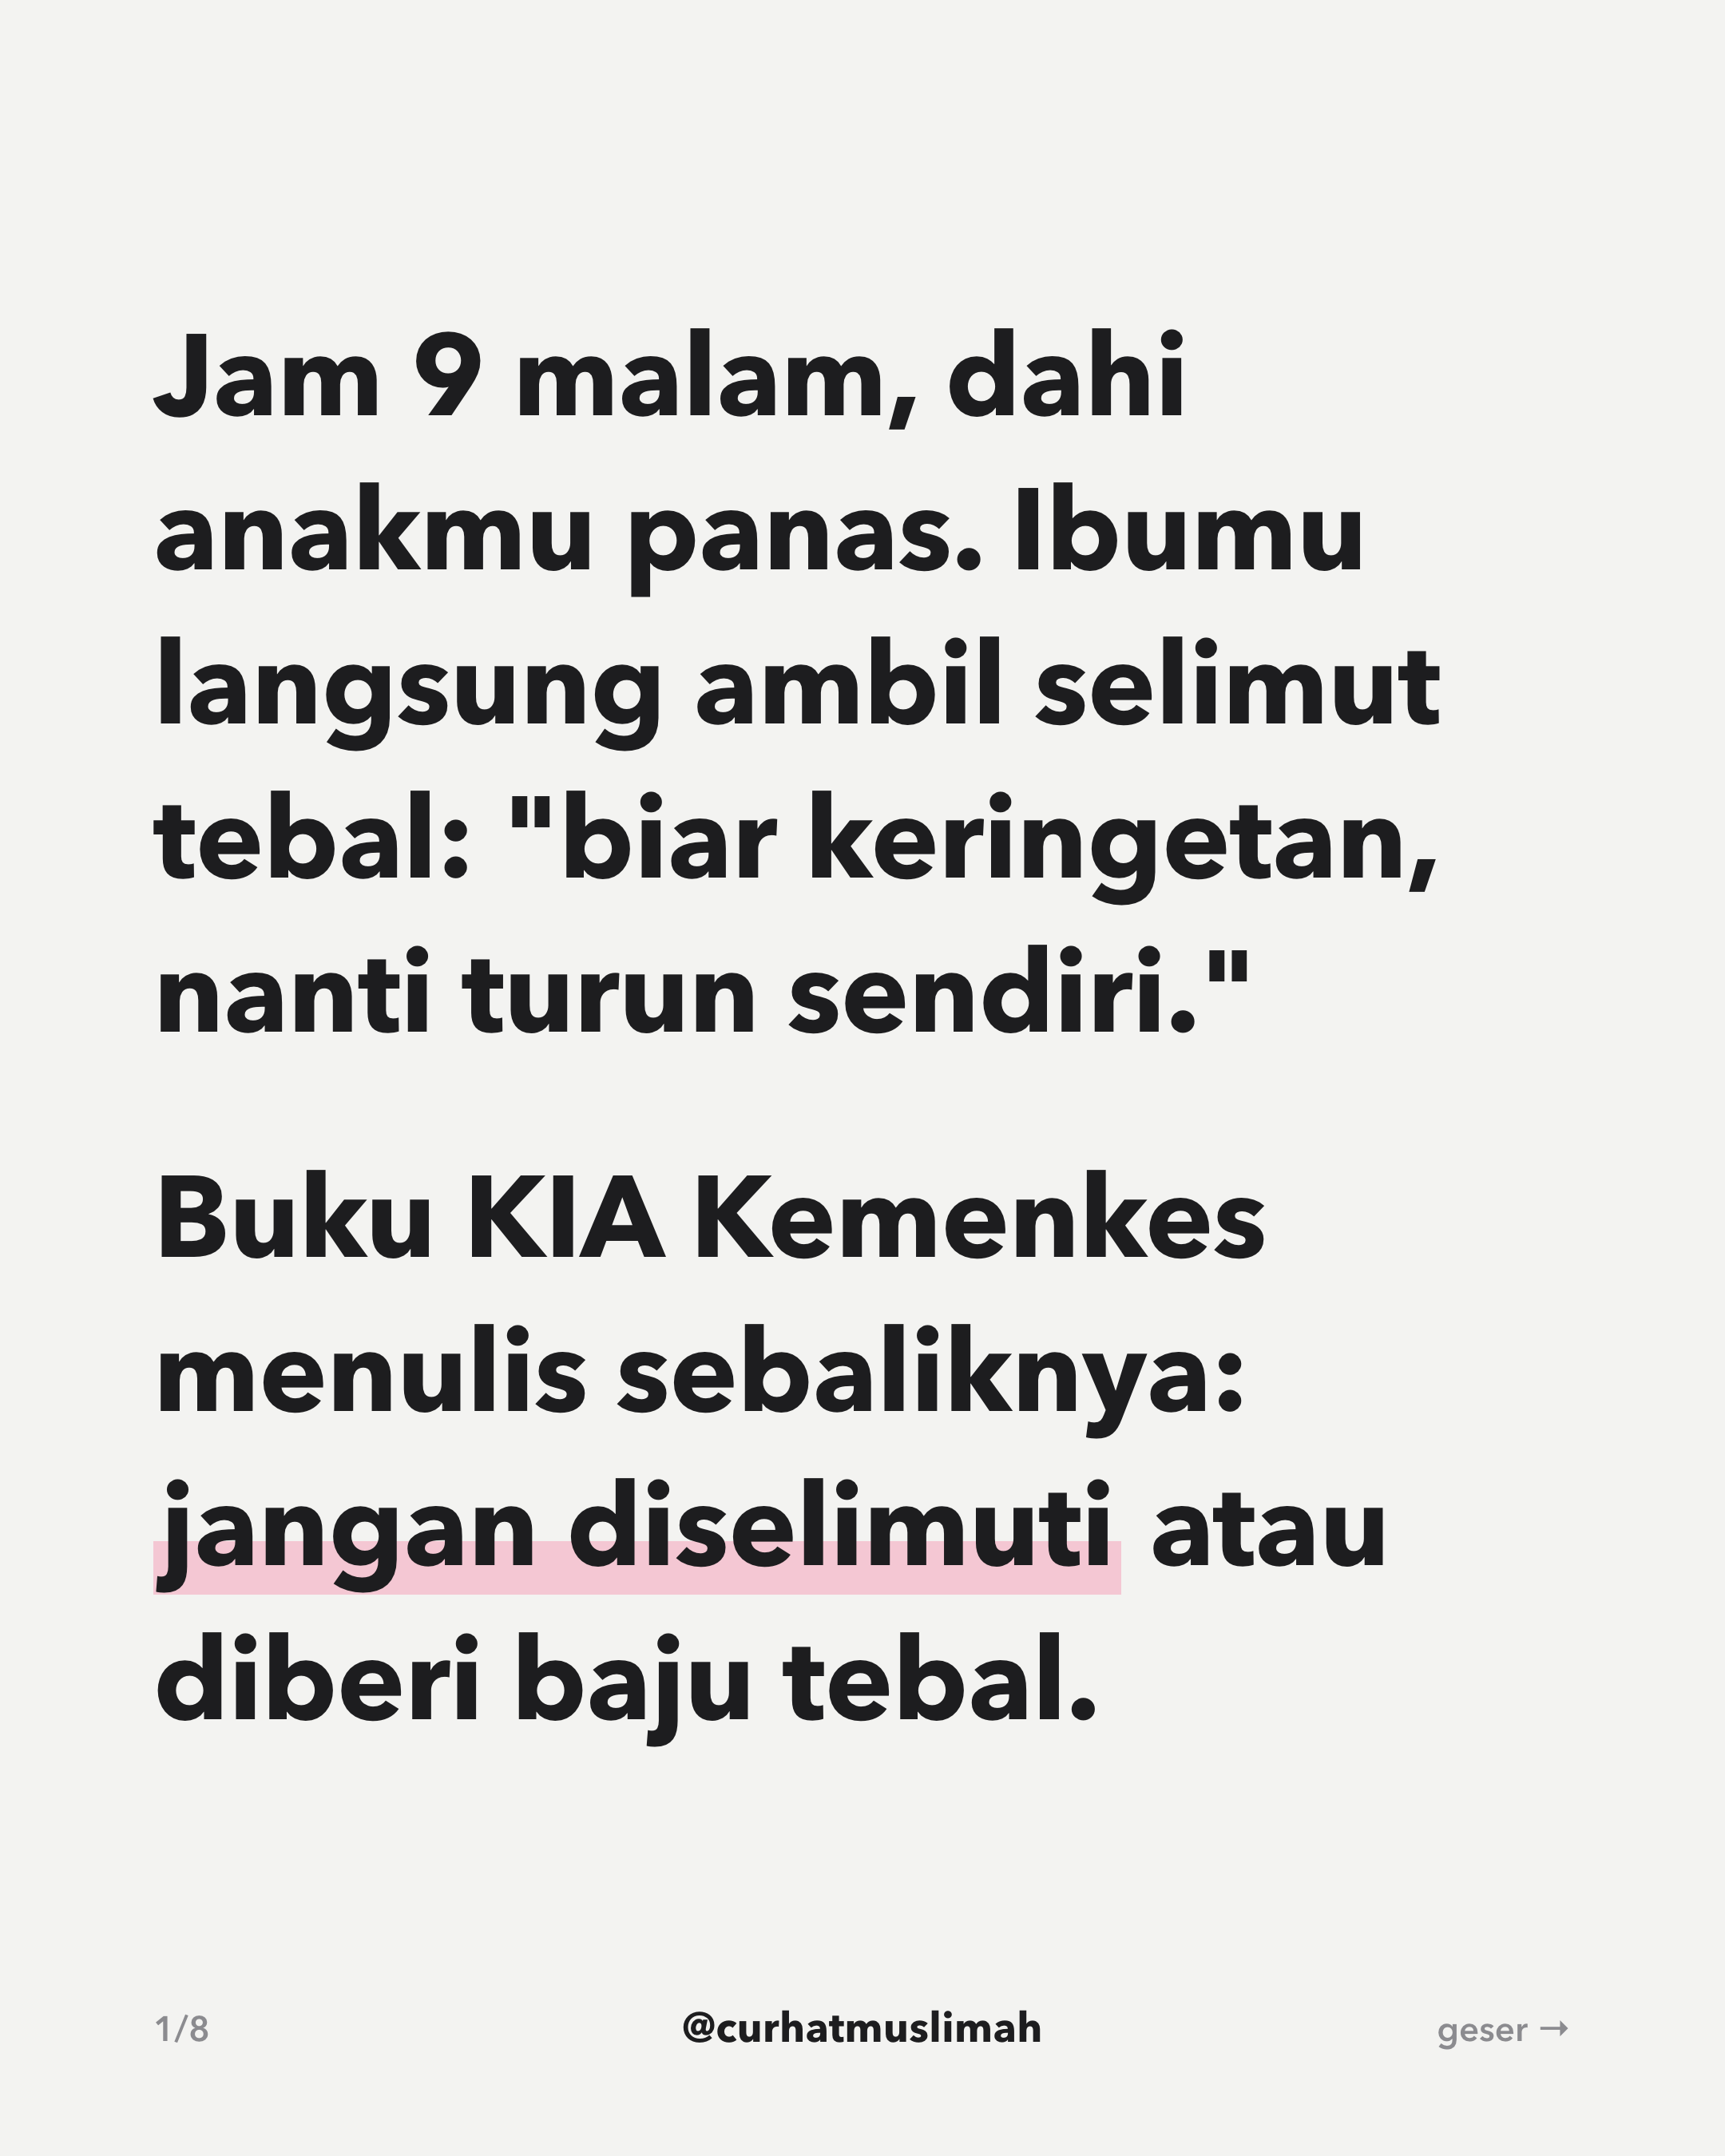 Jam 9 malam, dahi
anakmu panas. Ibumu
langsung ambil selimut
tebal: "biar keringetan,
nanti turun sendiri."
Buku KIA Kemenkes
menulis sebaliknya:
jangan diselimuti atau
diberi baju tebal.
1/8
@curhatmuslimah
geser →